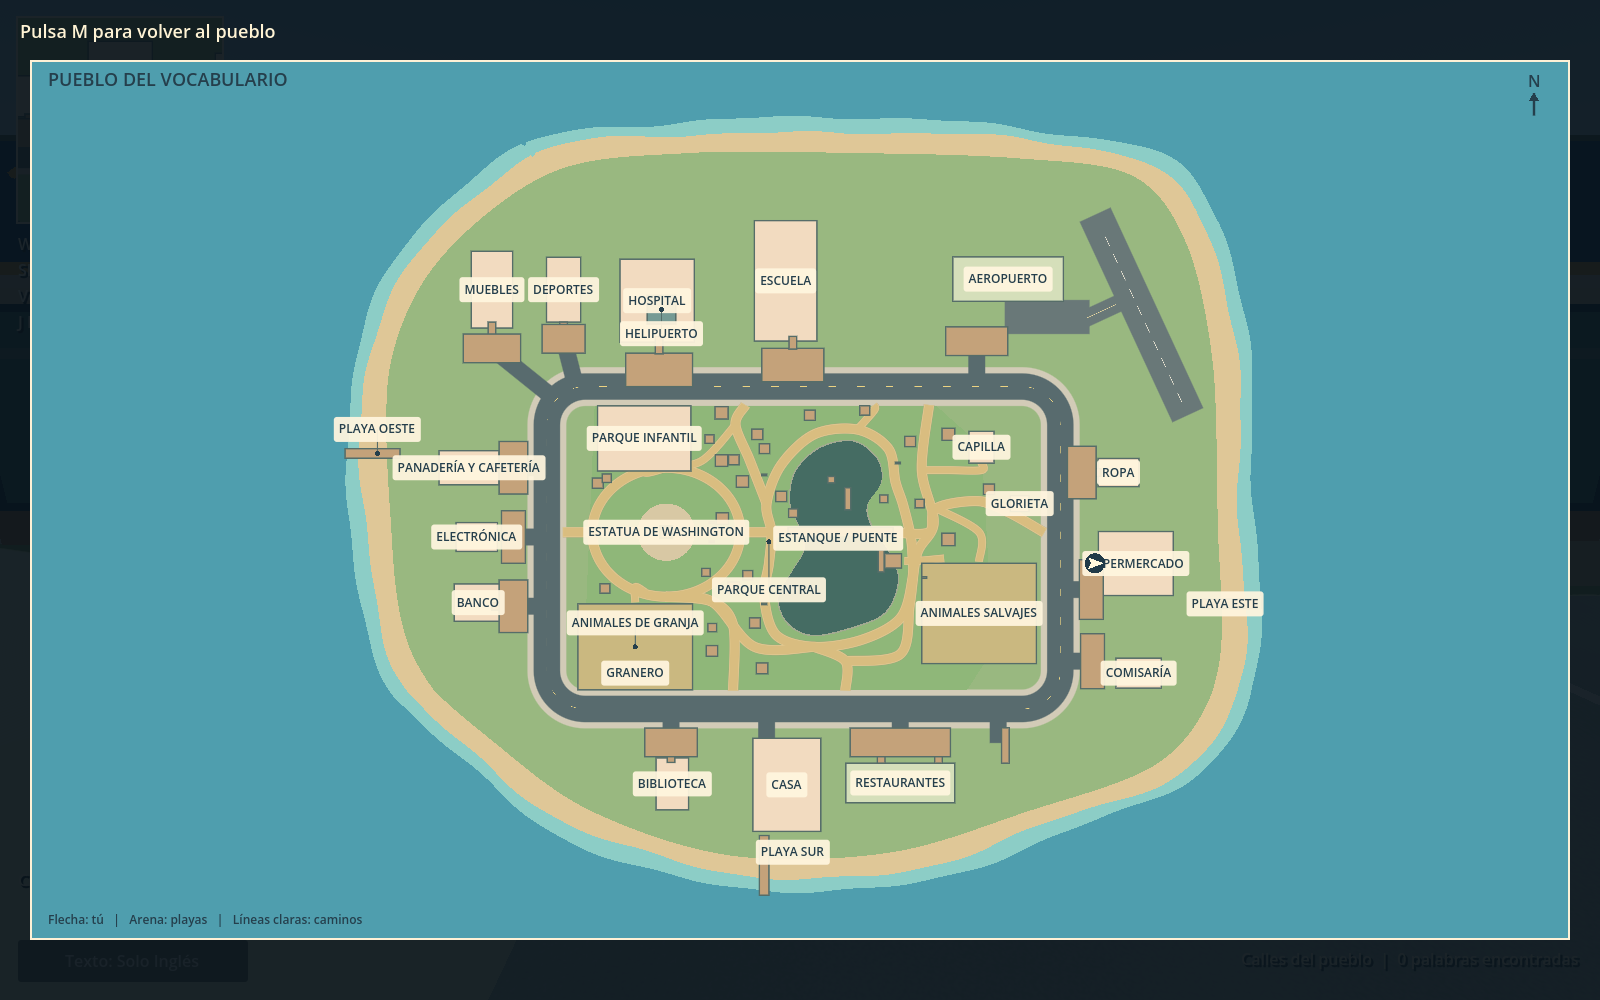 Pulsa M para volver al pueblo
PUEBLO DEL VOCABULARIO
N
ESCUELA
AEROPUERTO
MUEBLES
DEPORTES
HOSPITAL
HELIPUERTO
PLAYA OESTE
PARQUE INFANTIL
CAPILLA
PANADERÍA Y CAFETERÍA
ROPA
GLORIETA
ELECTRÓNICA
ESTATUA DE WASHINGTON
ESTANQUE / PUENTE
PERMERCADO
PARQUE CENTRAL
BANCO
PLAYA ESTE
ANIMALES DE GRANJA
ANIMALES SALVAJES
GRANERO
COMISARÍA
BIBLIOTECA
CASA
RESTAURANTES
PLAYA SUR
Flecha: tú | Arena: playas | Líneas claras: caminos
Texto: Solo Inglés
Calles del pueblo | 0 palabras encontradas